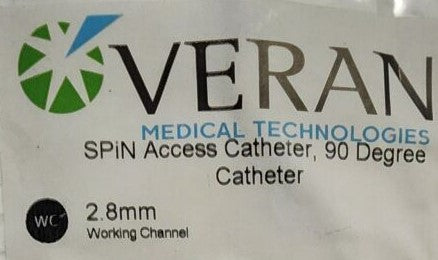 VERAN
MEDICAL TECHNOLOGIES
SPiN Access Catheter, 90 Degree
Catheter
WC
2.8mm
Working Channel